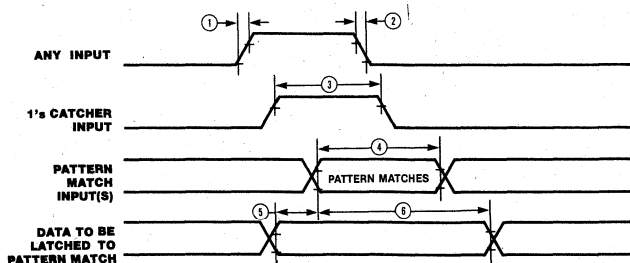 1
2
ANY INPUT
3
1's CATCHER
INPUT
4
PATTERN
MATCH
INPUT(S)
PATTERN MATCHES
5
6
DATA TO BE
LATCHED TO
PATTERN MATCH